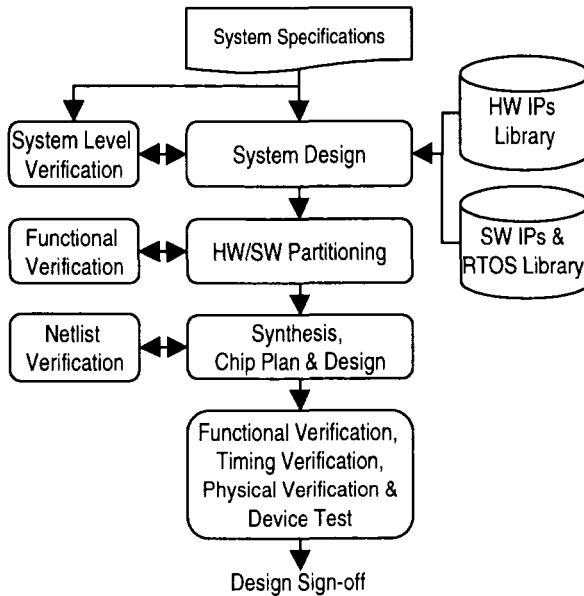 System Specifications
HW IPs
Library
System Level
Verification
System Design
SW IPs &
RTOS Library
Functional
Verification
HW/SW Partitioning
Netlist
Verification
Synthesis,
Chip Plan & Design
Functional Verification,
Timing Verification,
Physical Verification &
Device Test
Design Sign-off